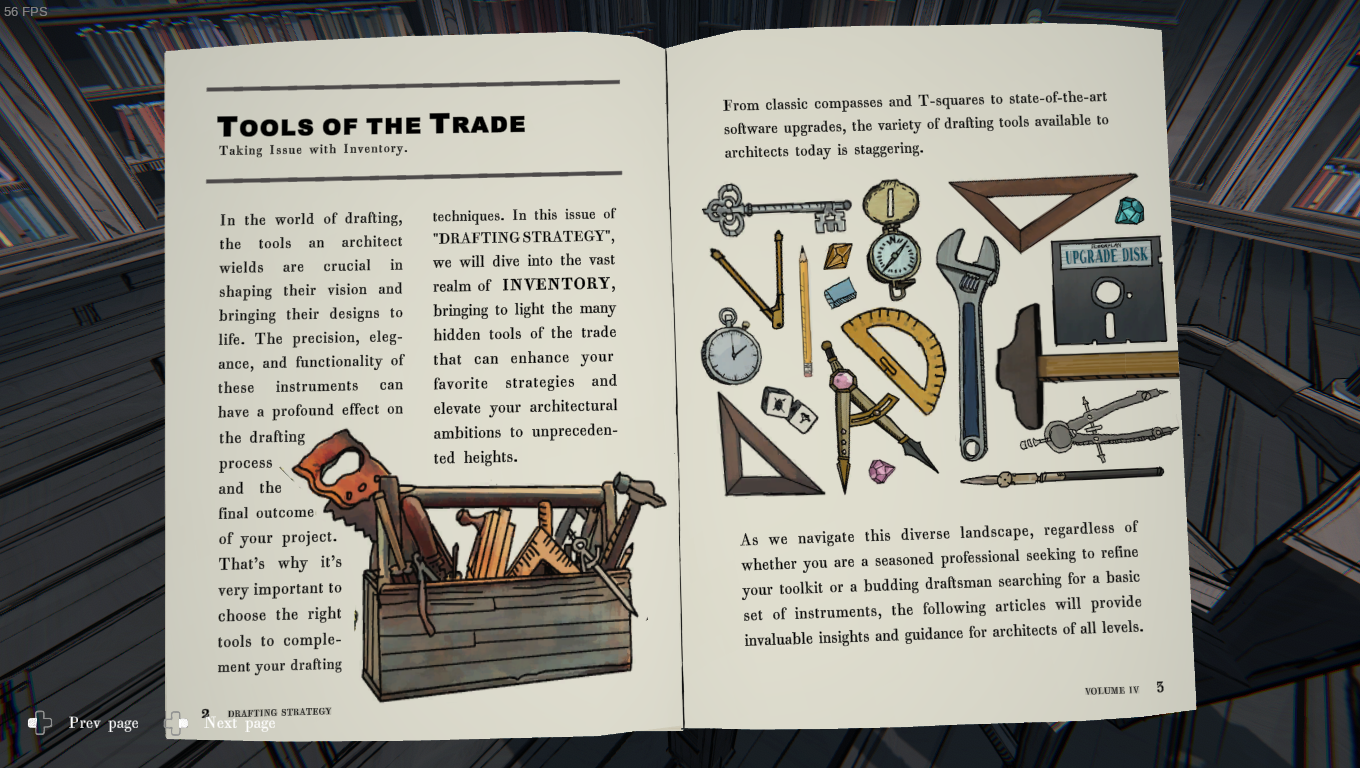 56 FPS
TOOLS OF THE TRADE
Taking Issue with Inventory.
In the world of drafting,
the tools an architect
wields are crucial in
shaping their vision and
bringing their designs to
life. The precision, eleg-
ance, and functionality of
these instruments can
have a profound effect on
the drafting
process
and the
final outcome
of your project.
That's why it's
very important to
choose the right
tools to comple-
ment your drafting
techniques. In this issue of
"DRAFTING STRATEGY",
we will dive into the vast
realm of INVENTORY,
bringing to light the many
hidden tools of the trade
that can enhance your
favorite strategies and
elevate your architectural
ambitions to unpreceden-
ted heights.
2 DRAFTING STRATEGY
From classic compasses and T-squares to state-of-the-art
software upgrades, the variety of drafting tools available to
architects today is staggering.
UPGRADE DISK
As we navigate this diverse landscape, regardless of
whether you are a seasoned professional seeking to refine
your toolkit or a budding draftsman searching for a basic
set of instruments, the following articles will provide
invaluable insights and guidance for architects of all levels.
VOLUME IV 3
Prev page
Next page